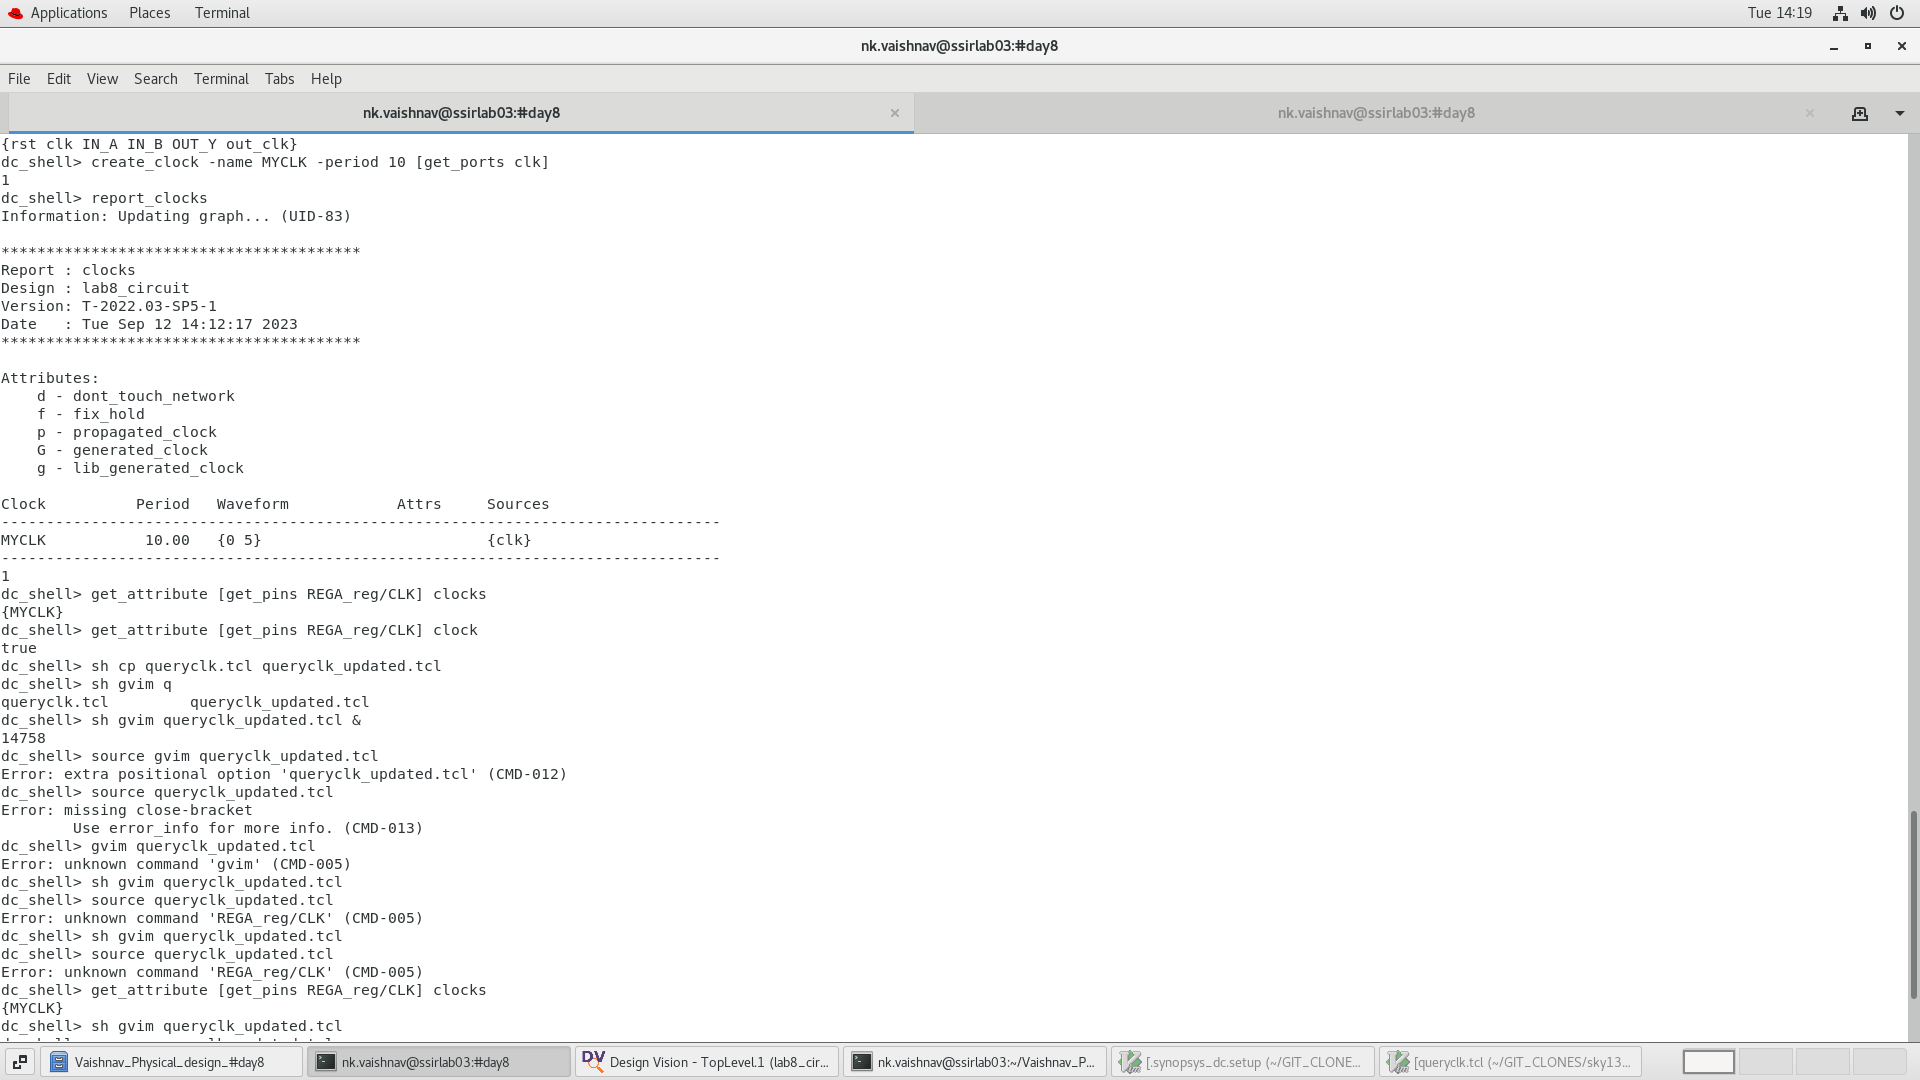 Applications Places Terminal Tue 14:19
nk.vaishnav@ssirlab03:#day8
File Edit View Search Terminal Tabs Help
nk.vaishnav@ssirlab03:#day8 × nk.vaishnav@ssirlab03:#day8 ×
{rst clk IN_A IN_B OUT_Y out_clk}
dc_shell> create_clock -name MYCLK -period 10 [get_ports clk]
1
dc_shell> report_clocks
Information: Updating graph... (UID-83)
****************************************
Report : clocks
Design : lab8_circuit
Version: T-2022.03-SP5-1
Date   : Tue Sep 12 14:12:17 2023
****************************************
Attributes:
    d - dont_touch_network
    f - fix_hold
    p - propagated_clock
    G - generated_clock
    g - lib_generated_clock
Clock          Period   Waveform            Attrs     Sources
--------------------------------------------------------------------------------
MYCLK           10.00   {0 5}                         {clk}
--------------------------------------------------------------------------------
1
dc_shell> get_attribute [get_pins REGA_reg/CLK] clocks
{MYCLK}
dc_shell> get_attribute [get_pins REGA_reg/CLK] clock
true
dc_shell> sh cp queryclk.tcl queryclk_updated.tcl
dc_shell> sh gvim q
queryclk.tcl         queryclk_updated.tcl
dc_shell> sh gvim queryclk_updated.tcl &
14758
dc_shell> source gvim queryclk_updated.tcl
Error: extra positional option 'queryclk_updated.tcl' (CMD-012)
dc_shell> source queryclk_updated.tcl
Error: missing close-bracket
        Use error_info for more info. (CMD-013)
dc_shell> gvim queryclk_updated.tcl
Error: unknown command 'gvim' (CMD-005)
dc_shell> sh gvim queryclk_updated.tcl
dc_shell> source queryclk_updated.tcl
Error: unknown command 'REGA_reg/CLK' (CMD-005)
dc_shell> sh gvim queryclk_updated.tcl
dc_shell> source queryclk_updated.tcl
Error: unknown command 'REGA_reg/CLK' (CMD-005)
dc_shell> get_attribute [get_pins REGA_reg/CLK] clocks
{MYCLK}
dc_shell> sh gvim queryclk_updated.tcl
Vaishnav_Physical_design_#day8 nk.vaishnav@ssirlab03:#day8 DV Design Vision - TopLevel.1 (lab8_cir... nk.vaishnav@ssirlab03:~/Vaishnav_P... [.synopsys_dc.setup (~/GIT_CLONE... [queryclk.tcl (~/GIT_CLONES/sky13...